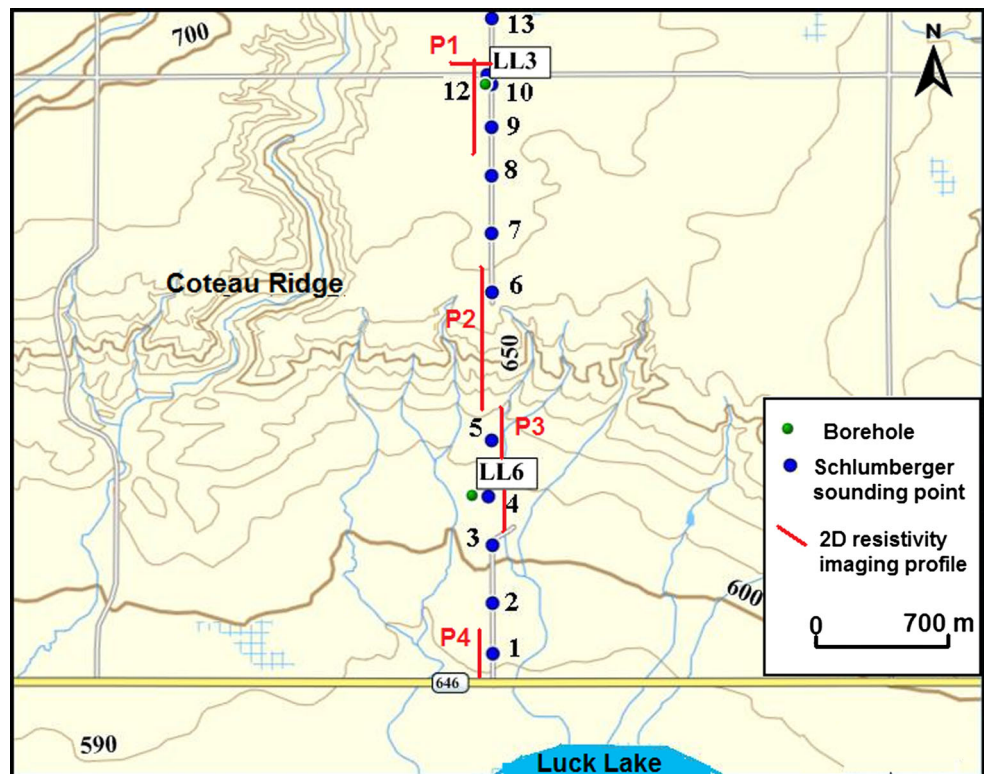 13
700
N
P1
LL3
12
10
9
8
7
Coteau Ridge
6
P2
650
5
P3
LL6
4
3
600
2
P4
1
646
590
Luck Lake
Borehole
Schlumberger
sounding point
2D resistivity
imaging profile
0 700 m